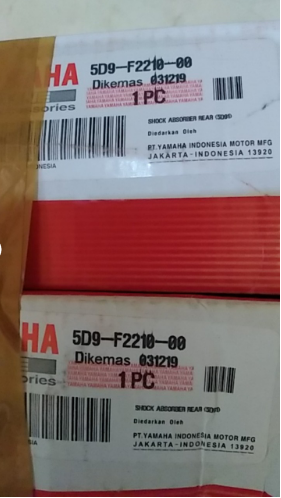 AHA
5D9-F2210-00
Dikemas 031219
1 PC
ories
SHOCK ABSORBER REAR
Diedarkan Oleh
NESIA
PT.YAMAHA INDONESIA MOTOR MFG
JAKARTA-INDONESIA 13920
HA
5D9-F2210-00
Dikemas 031219
1 PC
ories
SHOCK ABSORBER REAR
Diedarkan Oleh
SIA
PT.YAMAHA INDONESIA MOTOR MFG
JAKARTA-INDONESIA 13920